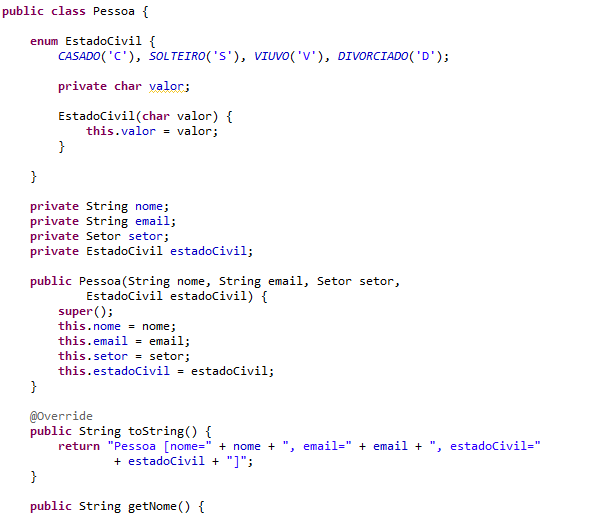 public class Pessoa {
enum EstadoCivil {
CASADO('C'), SOLTEIRO('S'), VIUVO('V'), DIVORCIADO('D');
private char valor;
EstadoCivil(char valor) {
this.valor = valor;
}
}
private String nome;
private String email;
private Setor setor;
private EstadoCivil estadoCivil;
public Pessoa(String nome, String email, Setor setor,
EstadoCivil estadoCivil) {
super();
this.nome = nome;
this.email = email;
this.setor = setor;
this.estadoCivil = estadoCivil;
}
@Override
public String toString() {
return "Pessoa [nome=" + nome + ", email=" + email + ", estadoCivil="
+ estadoCivil + "]";
}
public String getNome() {